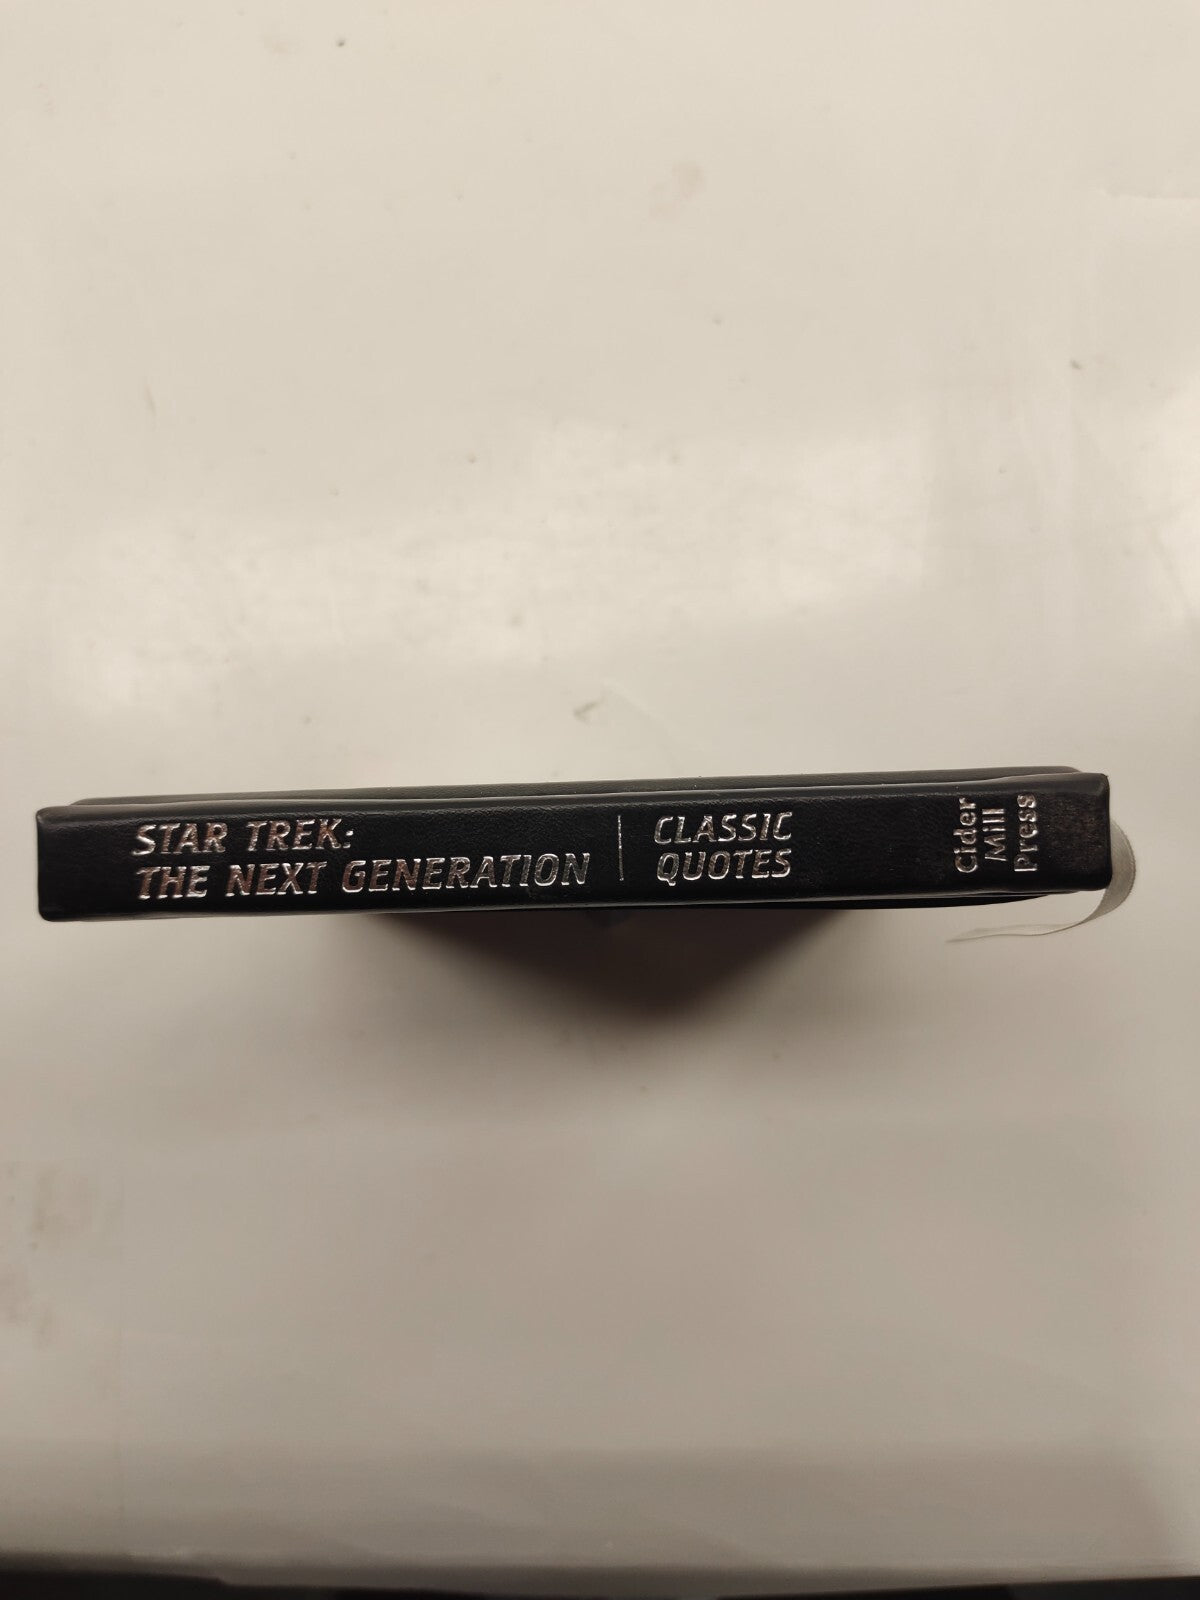 STAR TREK:
THE NEXT GENERATION
CLASSIC
QUOTES
Cider
Mill
Press